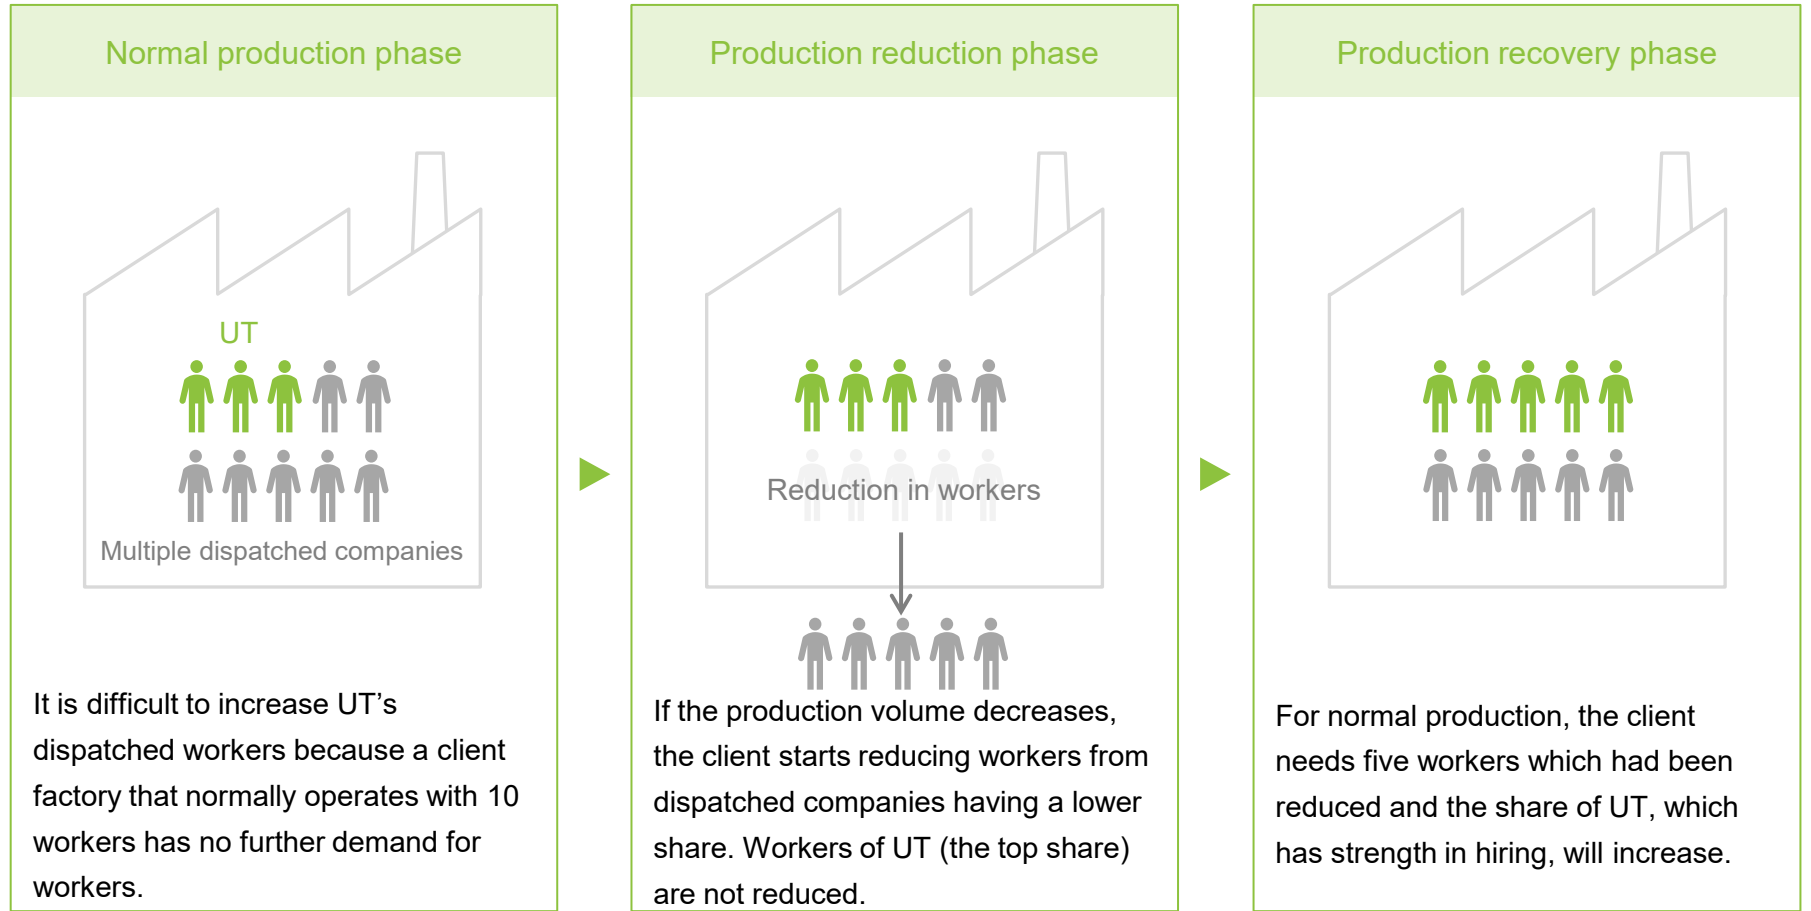 Normal production phase
UT
Multiple dispatched companies
It is difficult to increase UT’s
dispatched workers because a client
factory that normally operates with 10
workers has no further demand for
workers.
Production reduction phase
Reduction in workers
If the production volume decreases,
the client starts reducing workers from
dispatched companies having a lower
share. Workers of UT (the top share)
are not reduced.
Production recovery phase
For normal production, the client
needs five workers which had been
reduced and the share of UT, which
has strength in hiring, will increase.